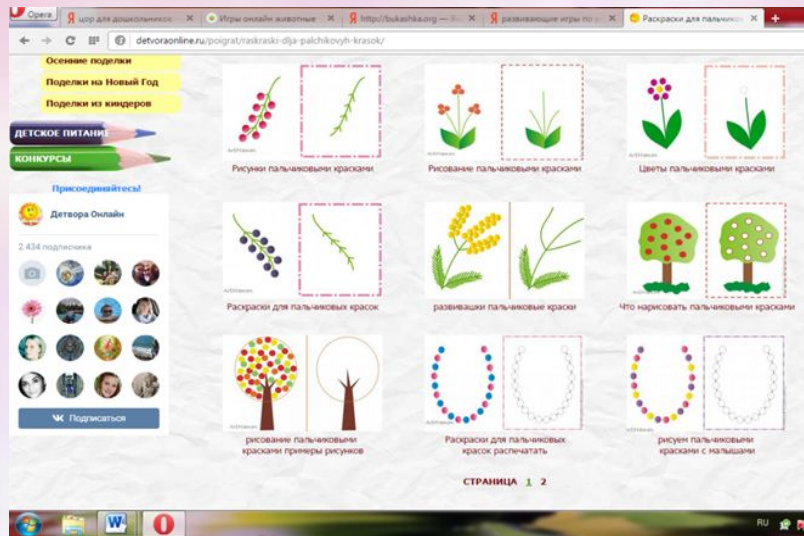 Opera
цор для дошкольников
Игры онлайн животные
http://bukashka.org — Я
развивающие игры по
Раскраски для пальчиков
detvoraonline.ru/poigrat/raskraski-dlja-palchikovyh-krasok/
Осенние поделки
Поделки на Новый Год
Поделки из киндеров
ДЕТСКОЕ ПИТАНИЕ
КОНКУРСЫ
Присоединяйтесь!
Детвора Онлайн
2 434 подписчика
Подписаться
Рисунки пальчиковыми красками
Рисование пальчиковыми красками
Цветы пальчиковыми красками
Раскраски для пальчиковых красок
развивашки пальчиковые краски
Что нарисовать пальчиковыми красками
рисование пальчиковыми
красками примеры рисунков
Раскраски для пальчиковых
красок распечатать
рисуем пальчиковыми
красками с малышами
СТРАНИЦА 1 2
RU